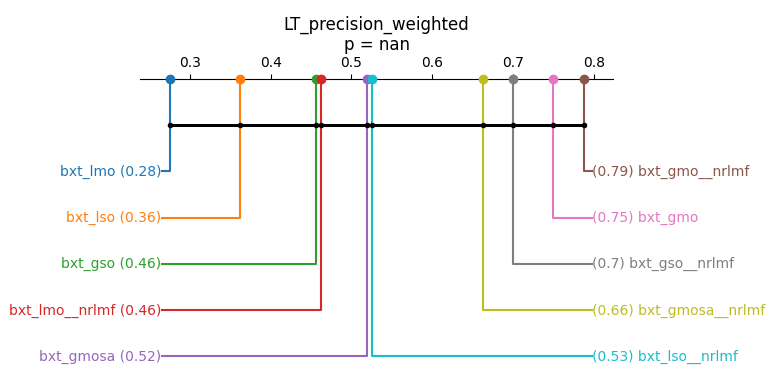 LT_precision_weighted
p = nan
0.3 0.4 0.5 0.6 0.7 0.8
bxt_lmo (0.28) (0.79) bxt_gmo__nrlmf
bxt_lso (0.36) (0.75) bxt_gmo
bxt_gso (0.46) (0.7) bxt_gso__nrlmf
bxt_lmo__nrlmf (0.46) (0.66) bxt_gmosa__nrlmf
bxt_gmosa (0.52) (0.53) bxt_lso__nrlmf